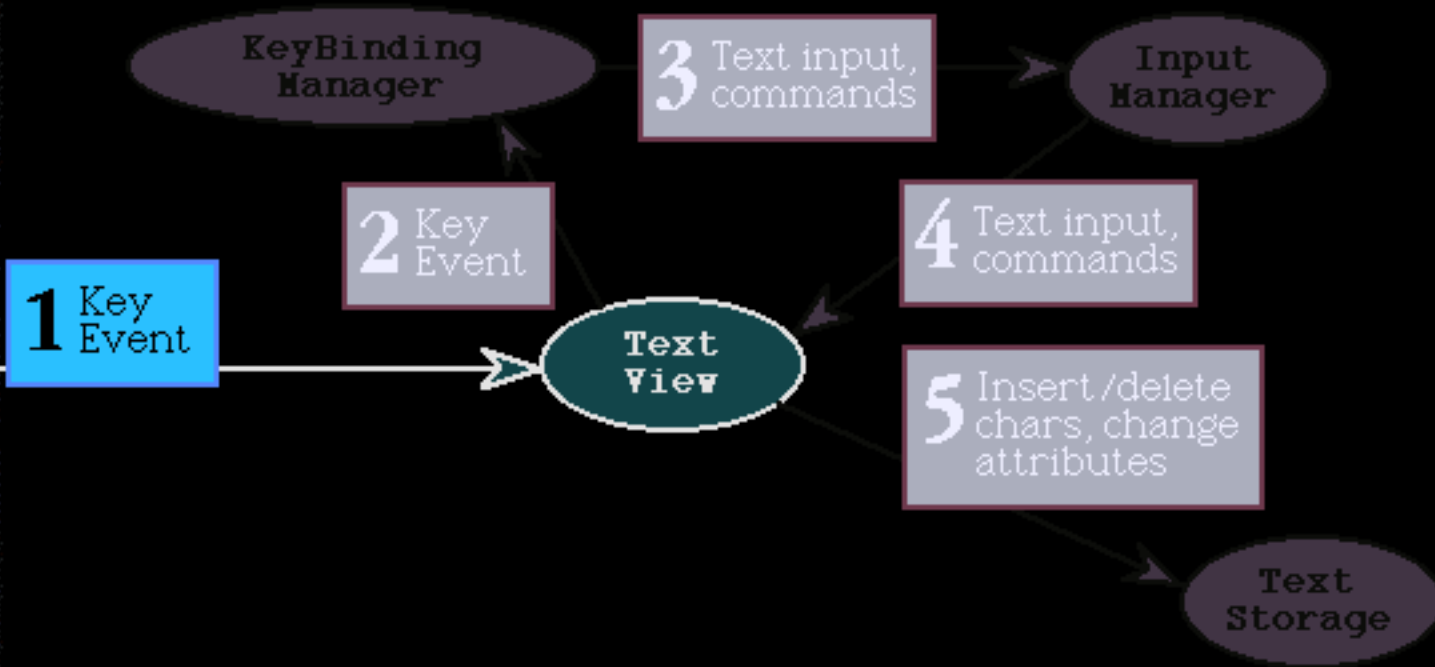 KeyBinding
Manager
3 Text input,
commands
Input
Manager
2 Key
Event
4 Text input,
commands
1 Key
Event
Text
View
5 Insert/delete
chars, change
attributes
Text
Storage